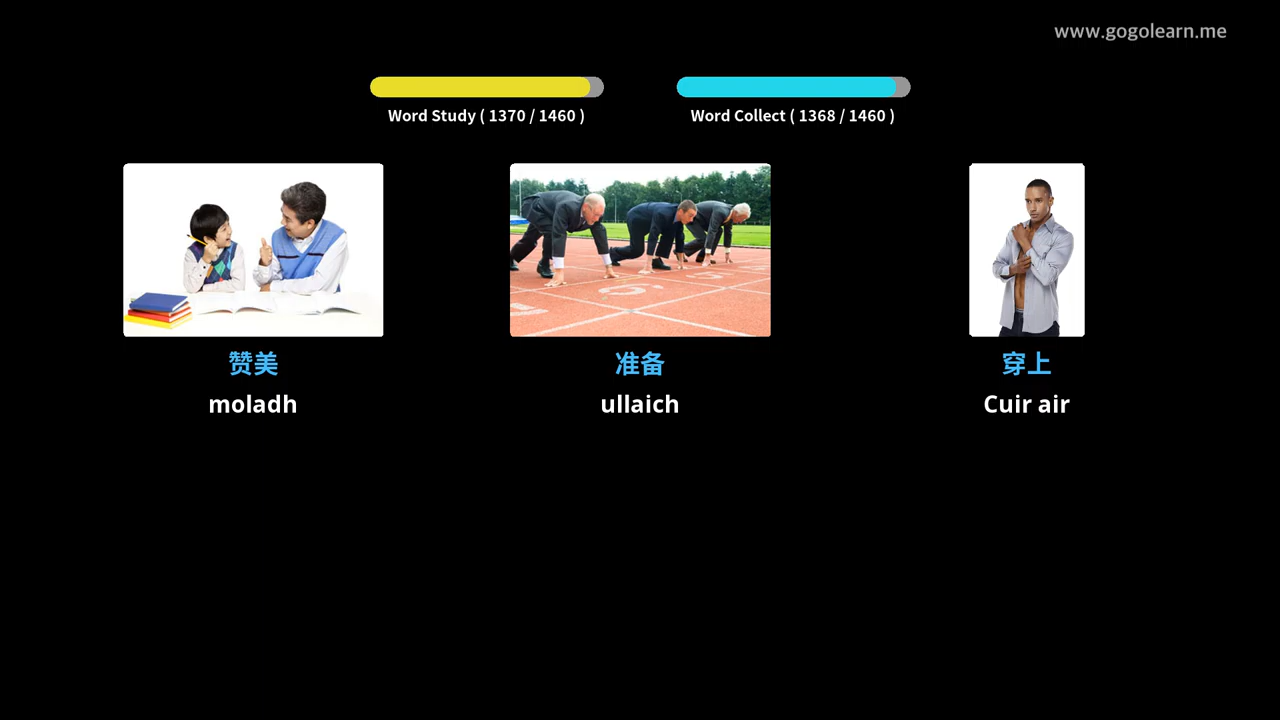 www.gogolearn.me
Word Study ( 1370 / 1460 )
Word Collect ( 1368 / 1460 )
赞美
准备
穿上
moladh
ullaich
Cuir air